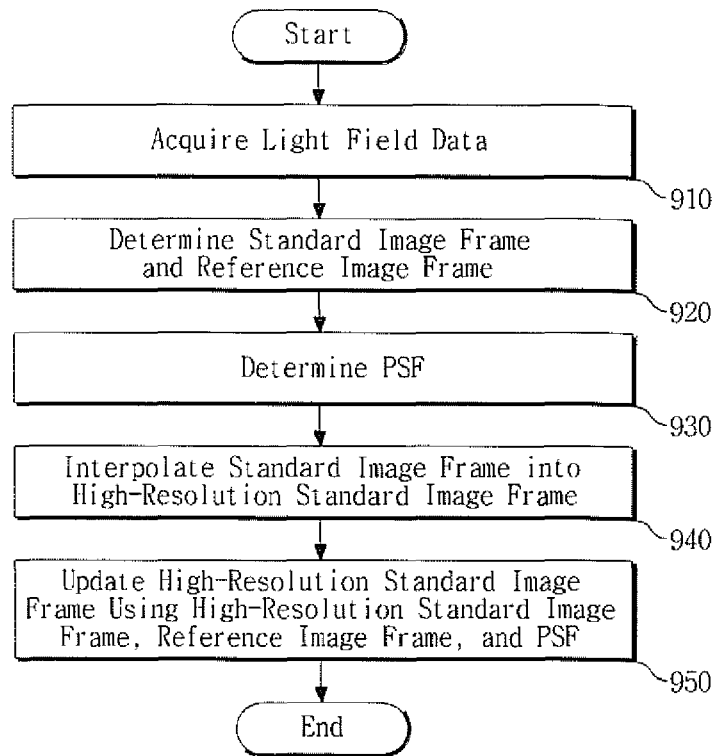 Start
Acquire Light Field Data
910
Determine Standard Image Frame
and Reference Image Frame
920
Determine PSF
930
Interpolate Standard Image Frame into
High-Resolution Standard Image Frame
940
Update High-Resolution Standard Image
Frame Using High-Resolution Standard Image
Frame, Reference Image Frame, and PSF
950
End